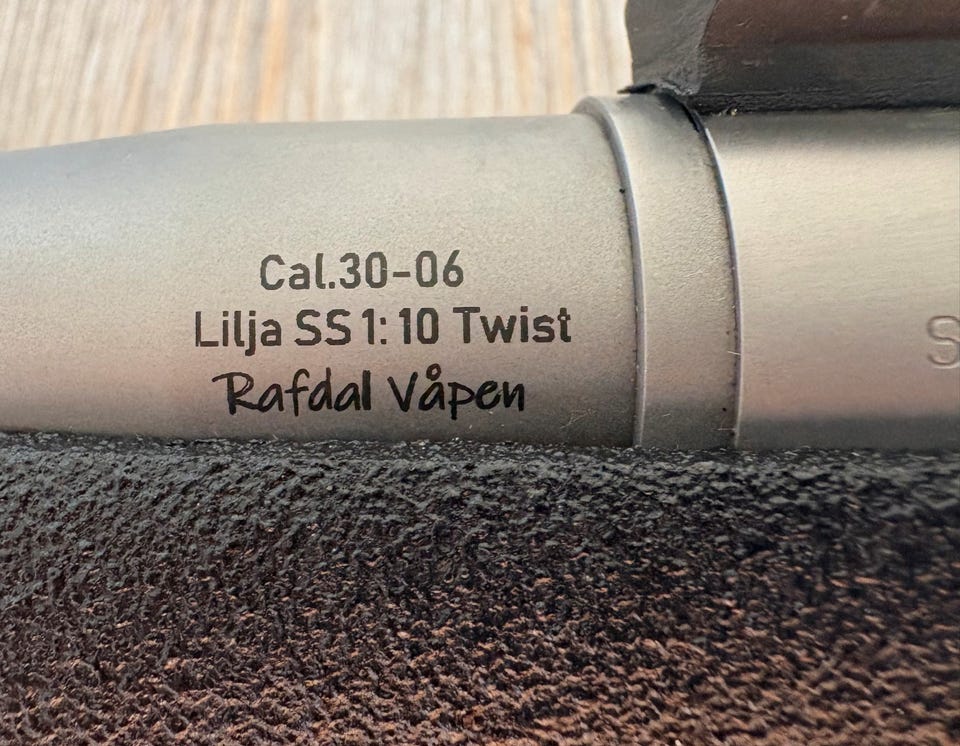 Cal.30-06
Lilja SS 1:10 Twist
Rafdal Våpen
S